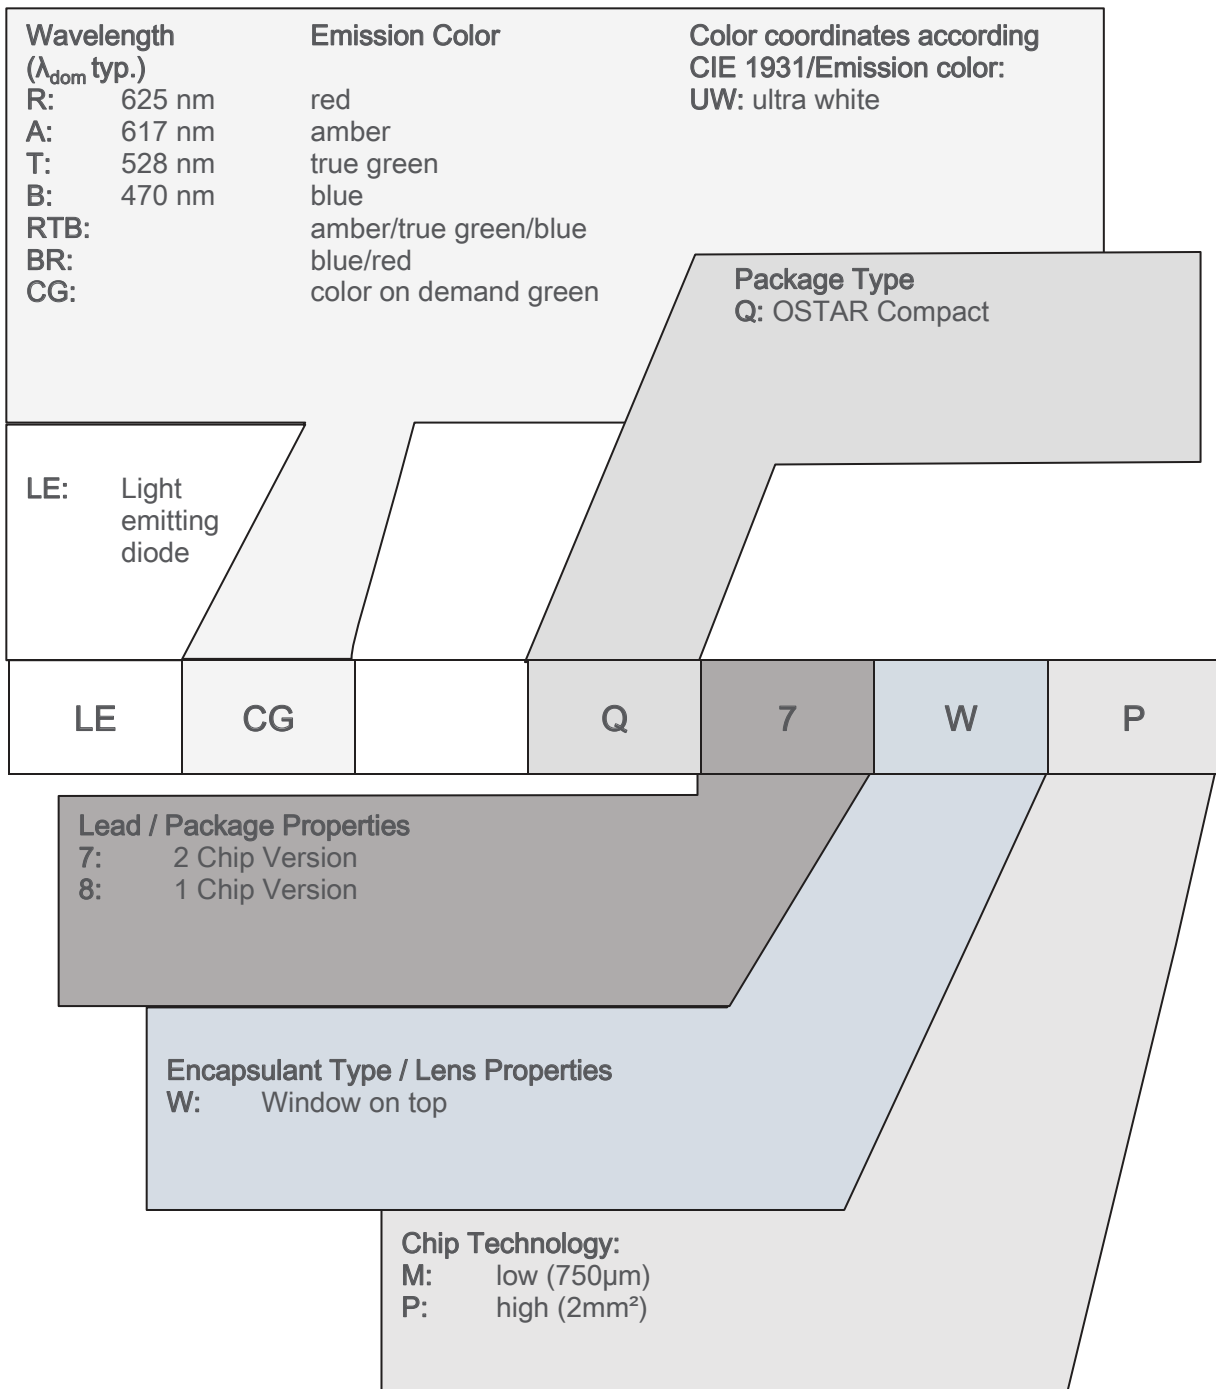 Wavelength Emission Color Color coordinates according
(λdom typ.) CIE 1931/Emission color:
R: 625 nm red UW: ultra white
A: 617 nm amber
T: 528 nm true green
B: 470 nm blue
RTB: amber/true green/blue
BR: blue/red
CG: color on demand green
Package Type
Q: OSTAR Compact
LE: Light
emitting
diode
LE CG Q 7 W P
Lead / Package Properties
7: 2 Chip Version
8: 1 Chip Version
Encapsulant Type / Lens Properties
W: Window on top
Chip Technology:
M: low (750µm)
P: high (2mm²)